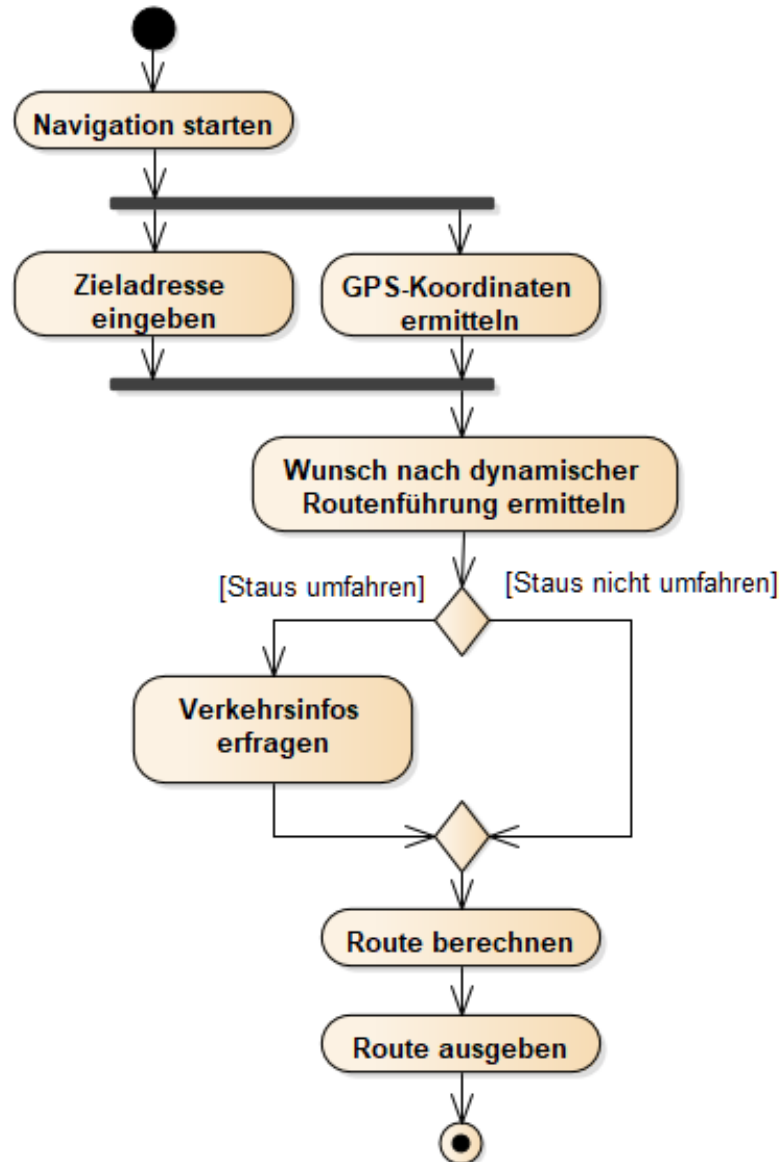 Navigation starten
Zieladresse
eingeben
GPS-Koordinaten
ermitteln
Wunsch nach dynamischer
Routenführung ermitteln
[Staus umfahren]
[Staus nicht umfahren]
Verkehrsinfos
erfragen
Route berechnen
Route ausgeben